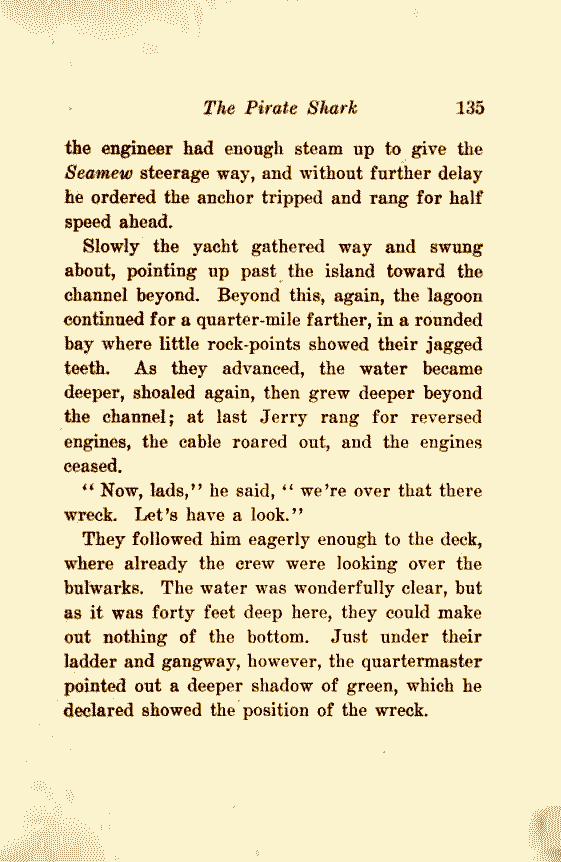 The Pirate Shark 135
the engineer had enough steam up to give the
Seamew steerage way, and without further delay
he ordered the anchor tripped and rang for half
speed ahead.
Slowly the yacht gathered way and swung
about, pointing up past the island toward the
channel beyond. Beyond this, again, the lagoon
continued for a quarter-mile farther, in a rounded
bay where little rock-points showed their jagged
teeth. As they advanced, the water became
deeper, shoaled again, then grew deeper beyond
the channel; at last Jerry rang for reversed
engines, the cable roared out, and the engines
ceased.
“ Now, lads,” he said, “ we’re over that there
wreck. Let’s have a look.”
They followed him eagerly enough to the deck,
where already the crew were looking over the
bulwarks. The water was wonderfully clear, but
as it was forty feet deep here, they could make
out nothing of the bottom. Just under their
ladder and gangway, however, the quartermaster
pointed out a deeper shadow of green, which he
declared showed the position of the wreck.